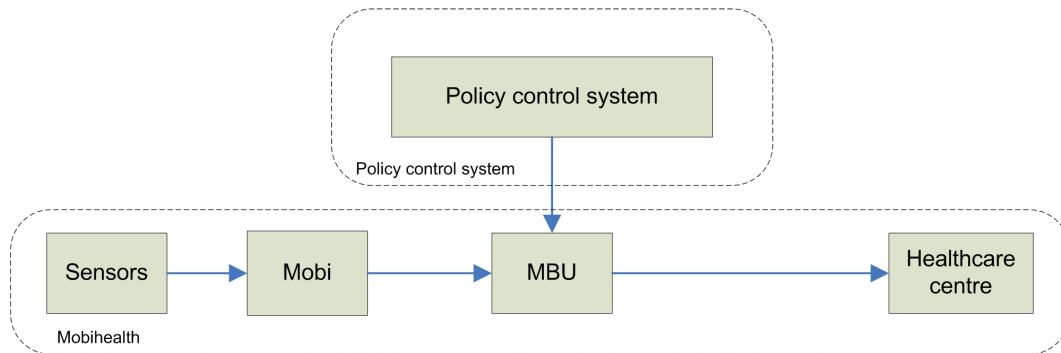 Policy control system
Policy control system
Sensors
Mobi
MBU
Healthcare
centre
Mobihealth